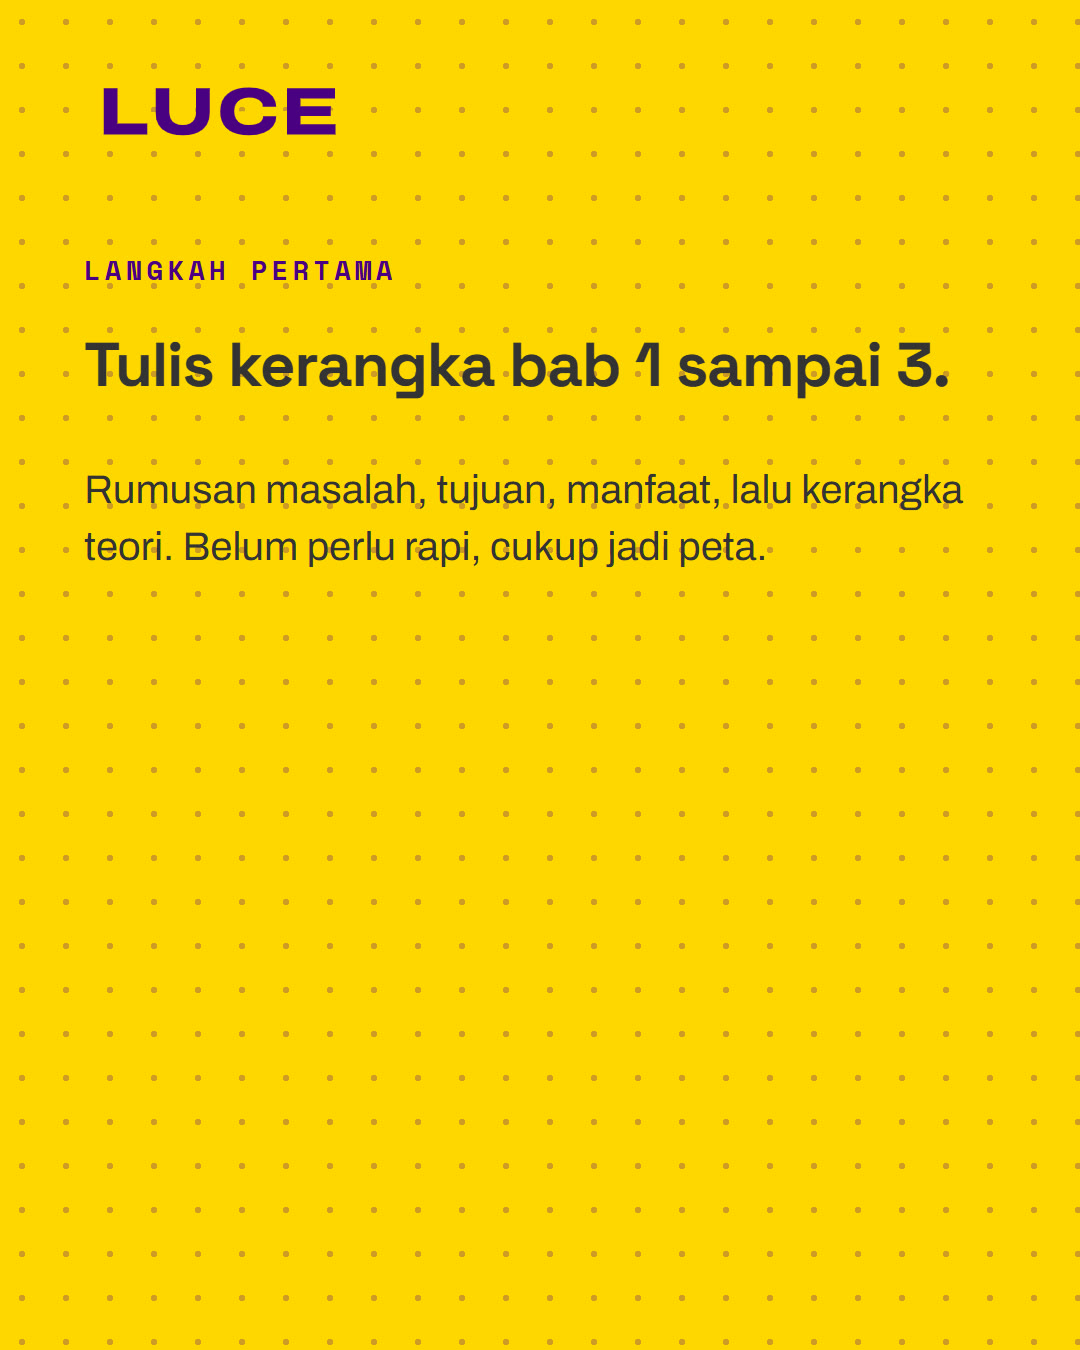 LUCE
LANGKAH PERTAMA
Tulis kerangka bab 1 sampai 3.
Rumusan masalah, tujuan, manfaat, lalu kerangka
teori. Belum perlu rapi, cukup jadi peta.